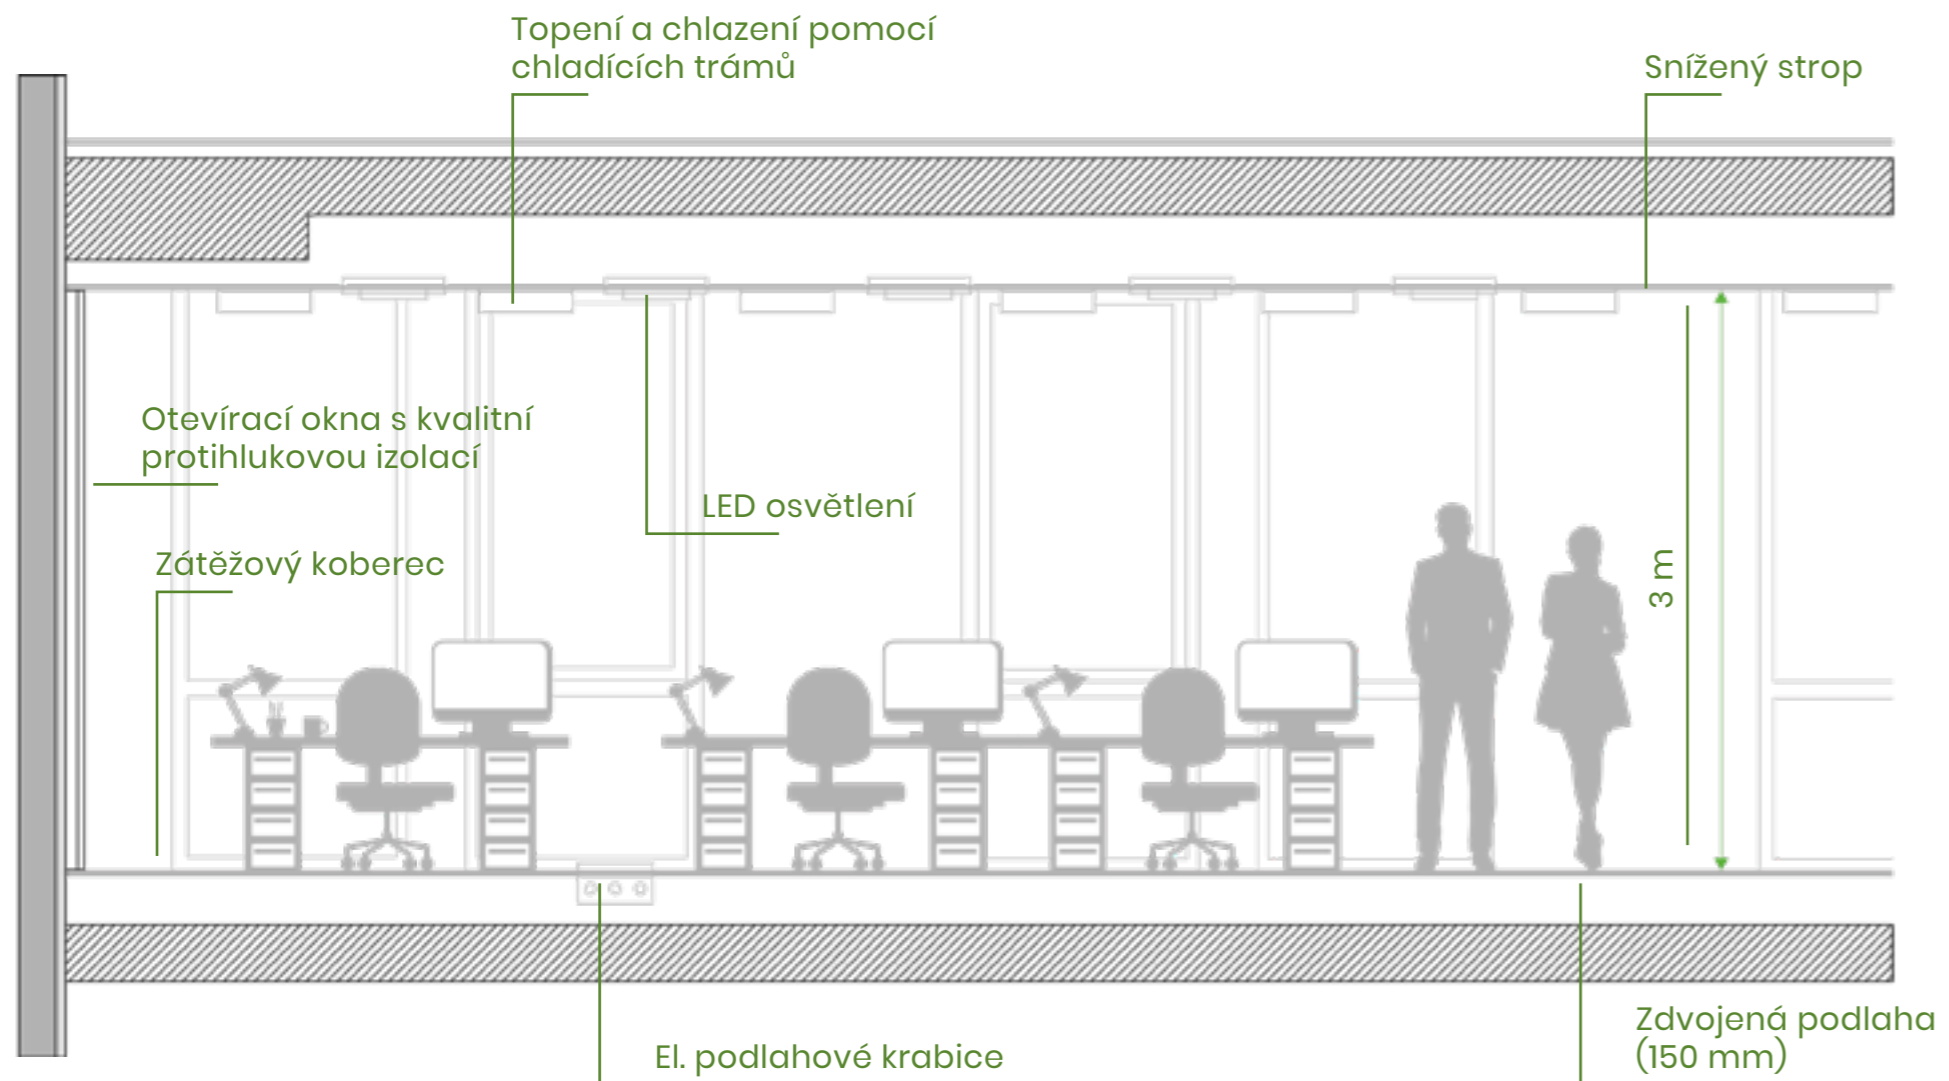 Topení a chlazení pomocí
chladících trámů
Snížený strop
Otevírací okna s kvalitní
protihlukovou izolací
LED osvětlení
Zátěžový koberec
3 m
Zdvojená podlaha
(150 mm)
El. podlahové krabice